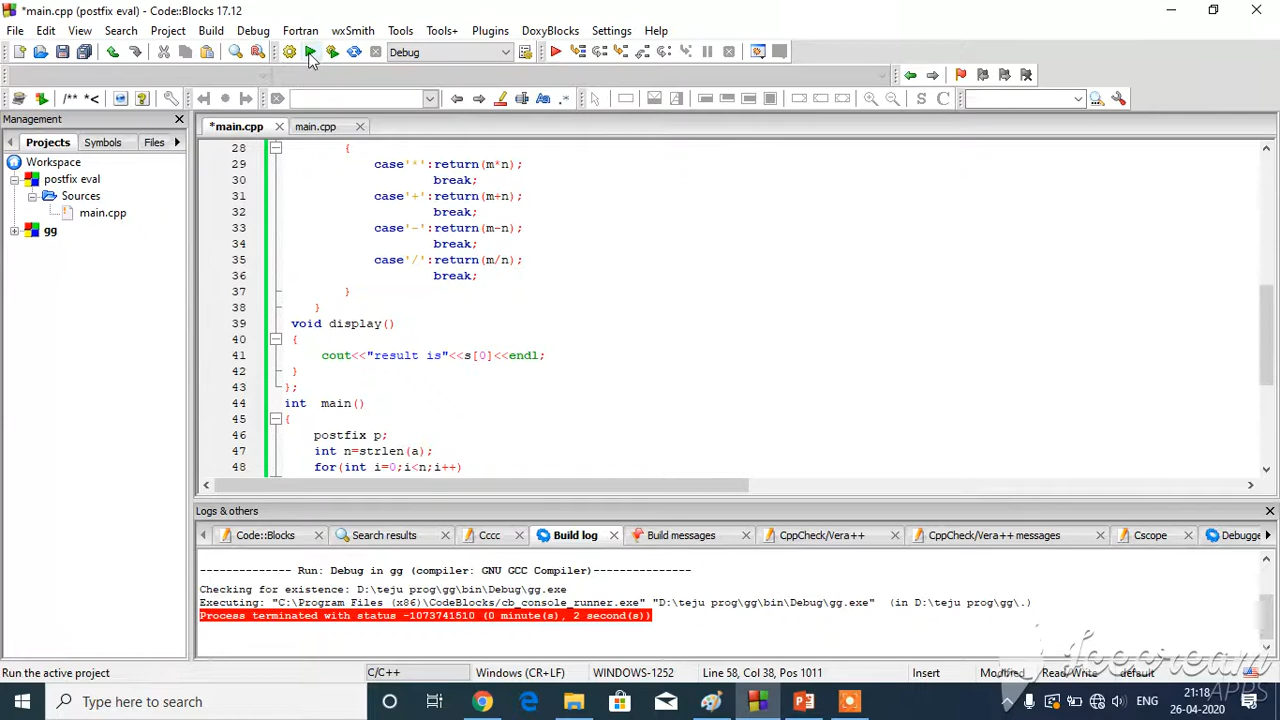 *main.cpp (postfix eval) - Code::Blocks 17.12
File Edit View Search Project Build Debug Fortran wxSmith Tools Tools+ Plugins DoxyBlocks Settings Help
Debug
/** *<
S C
Management
Projects Symbols Files
*main.cpp main.cpp
Workspace
postfix eval
Sources
main.cpp
gg
28 {
29 case'*':return(m*n);
30 break;
31 case'+':return(m+n);
32 break;
33 case'-':return(m-n);
34 break;
35 case'/':return(m/n);
36 break;
37 }
38 }
39 void display()
40 {
41 cout<<"result is"<<s[0]<<endl;
42 }
43 };
44 int main()
45 {
46 postfix p;
47 int n=strlen(a);
48 for(int i=0;i<n;i++)
Logs & others
Code::Blocks Search results Cccc Build log Build messages CppCheck/Vera++ CppCheck/Vera++ messages Cscope Debugge
-------------- Run: Debug in gg (compiler: GNU GCC Compiler)---------------
Checking for existence: D:\teju prog\gg\bin\Debug\gg.exe
Executing: "C:\Program Files (x86)\CodeBlocks/cb_console_runner.exe" "D:\teju prog\gg\bin\Debug\gg.exe" (in D:\teju prog\gg\.)
Process terminated with status -1073741510 (0 minute(s), 2 second(s))
Run the active project C/C++ Windows (CR+LF) WINDOWS-1252 Line 58, Col 38, Pos 1011 Insert Modified Read/Write default
Icecream
APPS
Type here to search
ENG
21:18
26-04-2020